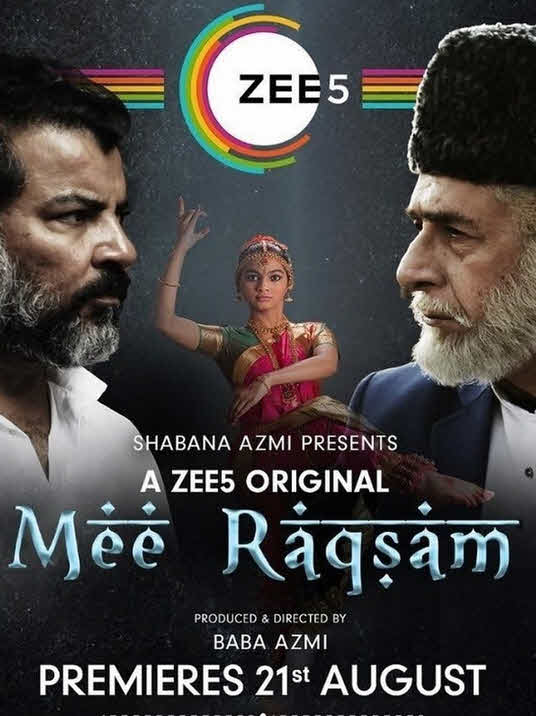 ZEE5
SHABANA AZMI PRESENTS
A ZEE5 ORIGINAL
Mee Raqsam
PRODUCED & DIRECTED BY
BABA AZMI
PREMIERES 21st AUGUST